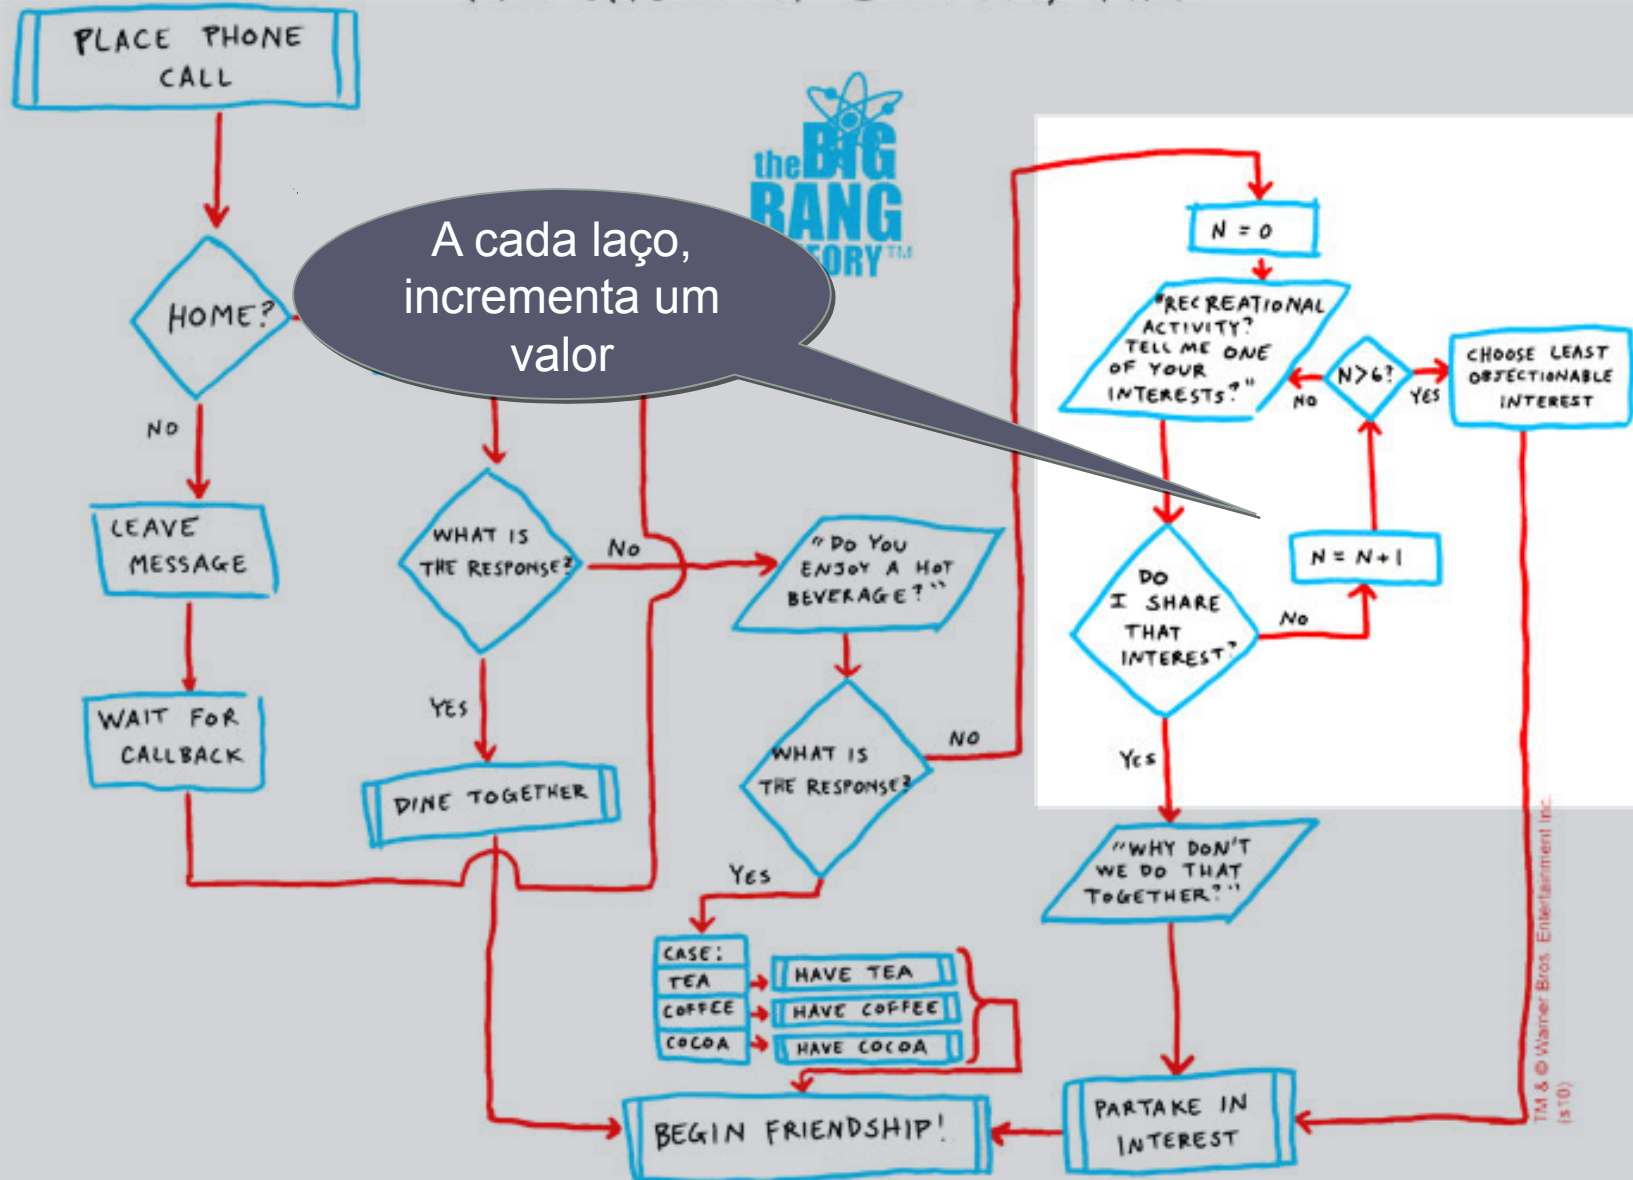 PLACE PHONE
CALL
the BIG
BANG
ORY™
A cada laço,
incrementa um
valor
HOME?
NO
LEAVE
MESSAGE
WAIT FOR
CALLBACK
WHAT IS
THE RESPONSE?
NO
YES
DINE TOGETHER
"DO YOU
ENJOY A HOT
BEVERAGE?"
WHAT IS
THE RESPONSE?
NO
YES
CASE:
TEA
HAVE TEA
COFFEE
HAVE COFFEE
COCOA
HAVE COCOA
N = 0
"RECREATIONAL
ACTIVITY?
TELL ME ONE
OF YOUR
INTERESTS?"
N>6?
NO
YES
CHOOSE LEAST
OBJECTIONABLE
INTEREST
N = N+1
DO
I SHARE
THAT
INTEREST?
NO
YES
"WHY DON'T
WE DO THAT
TOGETHER?"
PARTAKE IN
INTEREST
BEGIN FRIENDSHIP!
TM & © Warner Bros. Entertainment Inc.
(s10)